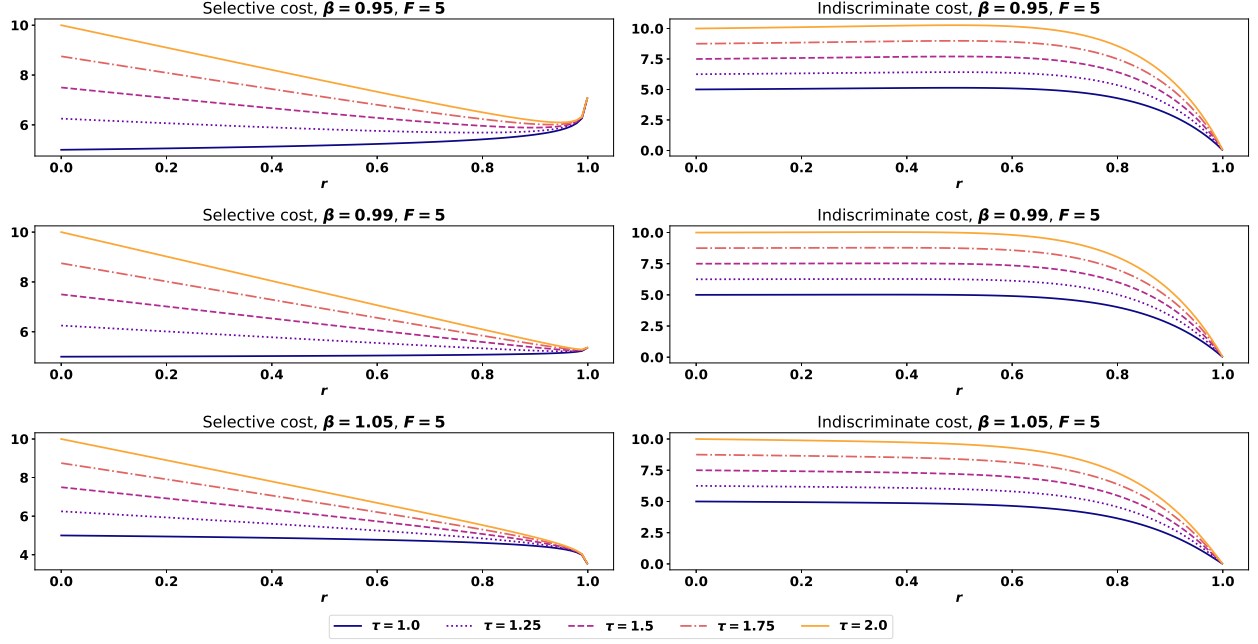 Selective cost, β = 0.95, F = 5
10
8
6
0.0 0.2 0.4 0.6 0.8 1.0
r
Indiscriminate cost, β = 0.95, F = 5
10.0
7.5
5.0
2.5
0.0
0.0 0.2 0.4 0.6 0.8 1.0
r
Selective cost, β = 0.99, F = 5
10
8
6
0.0 0.2 0.4 0.6 0.8 1.0
r
Indiscriminate cost, β = 0.99, F = 5
10.0
7.5
5.0
2.5
0.0
0.0 0.2 0.4 0.6 0.8 1.0
r
Selective cost, β = 1.05, F = 5
10
8
6
4
0.0 0.2 0.4 0.6 0.8 1.0
r
Indiscriminate cost, β = 1.05, F = 5
10.0
7.5
5.0
2.5
0.0
0.0 0.2 0.4 0.6 0.8 1.0
r
τ = 1.0 τ = 1.25 τ = 1.5 τ = 1.75 τ = 2.0